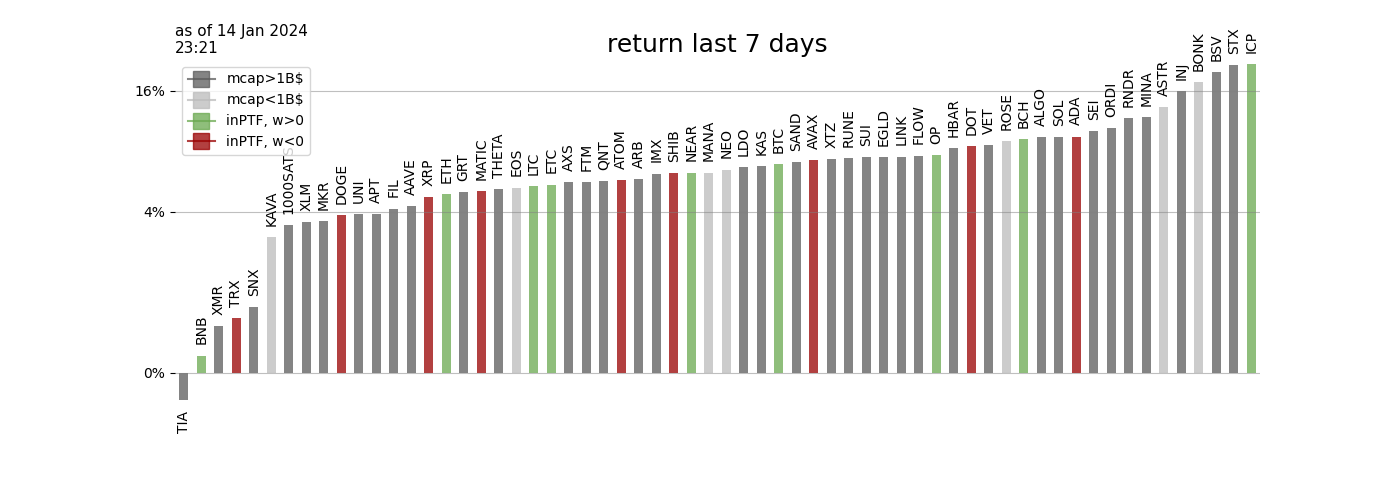 as of 14 Jan 2024
23:21
return last 7 days
mcap>1B$
mcap<1B$
inPTF, w>0
inPTF, w<0
16%
4%
0%
TIA
BNB
XMR
TRX
SNX
KAVA
1000SATS
XLM
MKR
DOGE
UNI
APT
FIL
AAVE
XRP
ETH
GRT
MATIC
THETA
EOS
LTC
ETC
AXS
FTM
QNT
ATOM
ARB
IMX
SHIB
NEAR
MANA
NEO
LDO
KAS
BTC
SAND
AVAX
XTZ
RUNE
SUI
EGLD
LINK
FLOW
OP
HBAR
DOT
VET
ROSE
BCH
ALGO
SOL
ADA
SEI
ORDI
RNDR
MINA
ASTR
INJ
BONK
BSV
STX
ICP